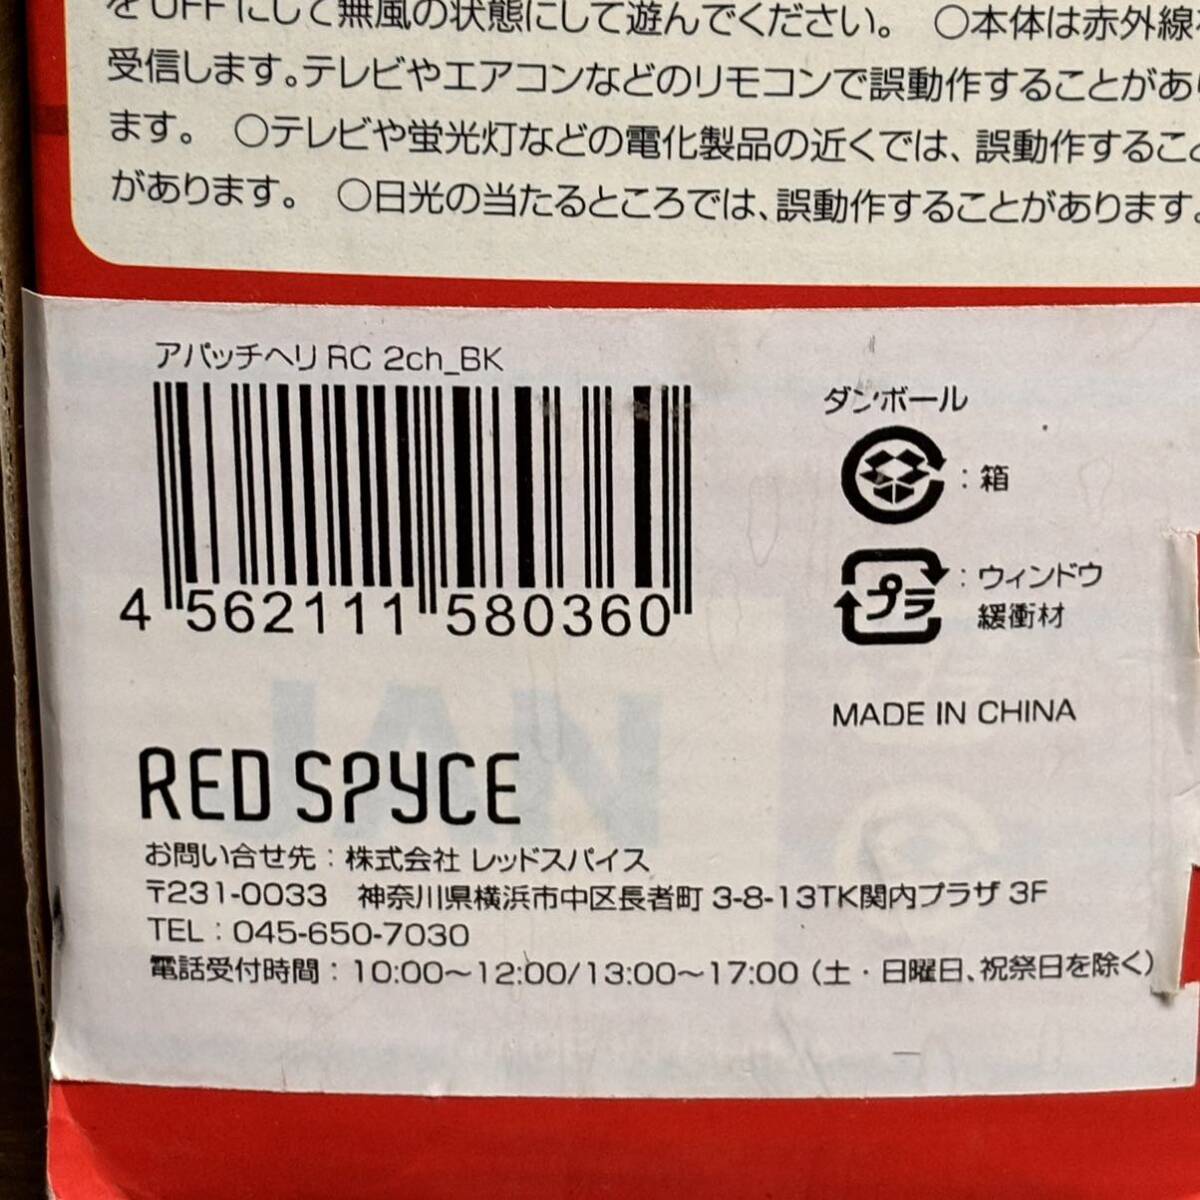 をOFFにして無風の状態にして遊んでください。 ○本体は赤外線を
受信します。テレビやエアコンなどのリモコンで誤動作することがあり
ます。 ○テレビや蛍光灯などの電化製品の近くでは、誤動作すること
があります。 ○日光の当たるところでは、誤動作することがあります。
アパッチヘリ RC 2ch_BK
4 562111 580360
ダンボール
：箱
プラ
：ウィンドウ
緩衝材
MADE IN CHINA
RED SPYCE
お問い合せ先：株式会社 レッドスパイス
〒231-0033 神奈川県横浜市中区長者町 3-8-13TK関内プラザ 3F
TEL：045-650-7030
電話受付時間：10:00～12:00/13:00～17:00（土・日曜日、祝祭日を除く）